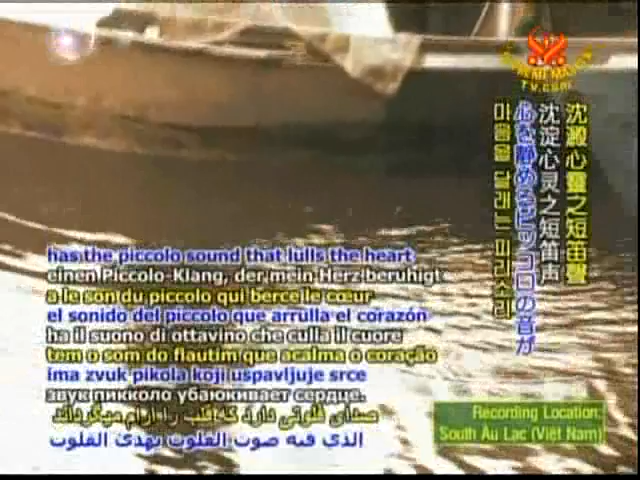 SUPREME MASTER
TV.com
沈澱心靈之短笛聲
沈淀心灵之短笛声
心を静めるピッコロの音が
마음을 달래는 피리소리
has the piccolo sound that lulls the heart
einen Piccolo-Klang, der mein Herz beruhigt
a le son du piccolo qui berce le cœur
el sonido del piccolo que arrulla el corazón
ha il suono di ottavino che culla il cuore
tem o som do flautim que acalma o coração
ima zvuk pikola koji uspavljuje srce
звук пикколо убаюкивает сердце.
صدای فلوتی دارد که قلب را آرام میگرداند
الذي فيه صوت الفلوت يهدئ القلوب
Recording Location:
South Âu Lạc (Việt Nam)